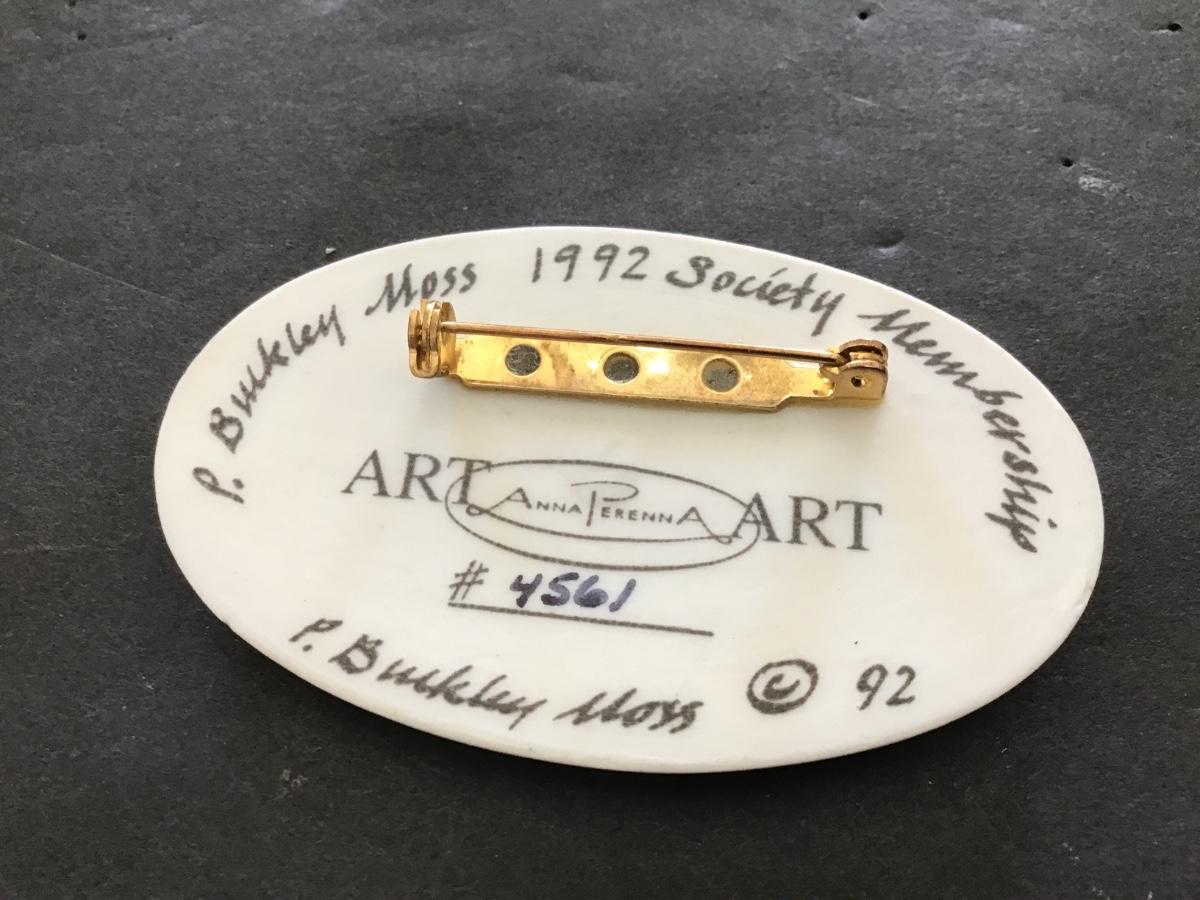 P. Buckley Moss 1992 Society Membership
ART ANNA PERENNA ART
# 4561
P. Buckley Moss © 92